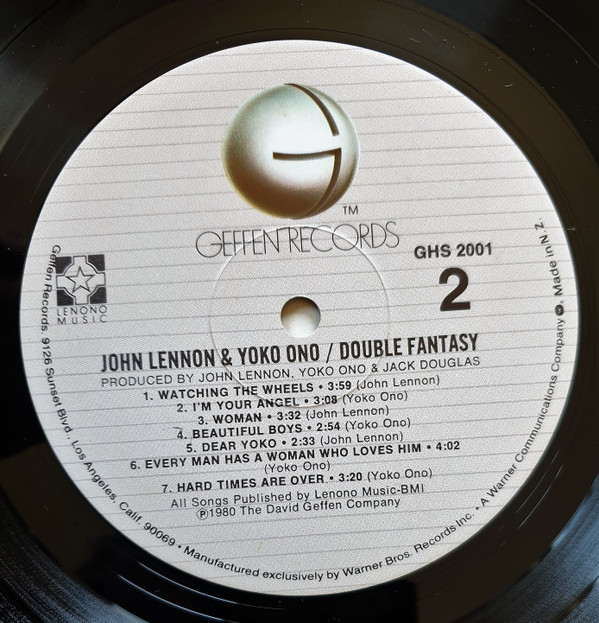 TM
GEFFEN RECORDS
GHS 2001
2
LENONO
MUSIC
JOHN LENNON & YOKO ONO / DOUBLE FANTASY
PRODUCED BY JOHN LENNON, YOKO ONO & JACK DOUGLAS
1. WATCHING THE WHEELS • 3:59 (John Lennon)
2. I'M YOUR ANGEL • 3:08 (Yoko Ono)
3. WOMAN • 3:32 (John Lennon)
4. BEAUTIFUL BOYS • 2:54 (Yoko Ono)
5. DEAR YOKO • 2:33 (John Lennon)
6. EVERY MAN HAS A WOMAN WHO LOVES HIM • 4:02
(Yoko Ono)
7. HARD TIMES ARE OVER • 3:20 (Yoko Ono)
All Songs Published by Lenono Music-BMI
℗1980 The David Geffen Company
Geffen Records, 9126 Sunset Blvd., Los Angeles, Calif. 90069 • Manufactured exclusively by Warner Bros. Records Inc. • A Warner Communications Company. Made in N.Z.